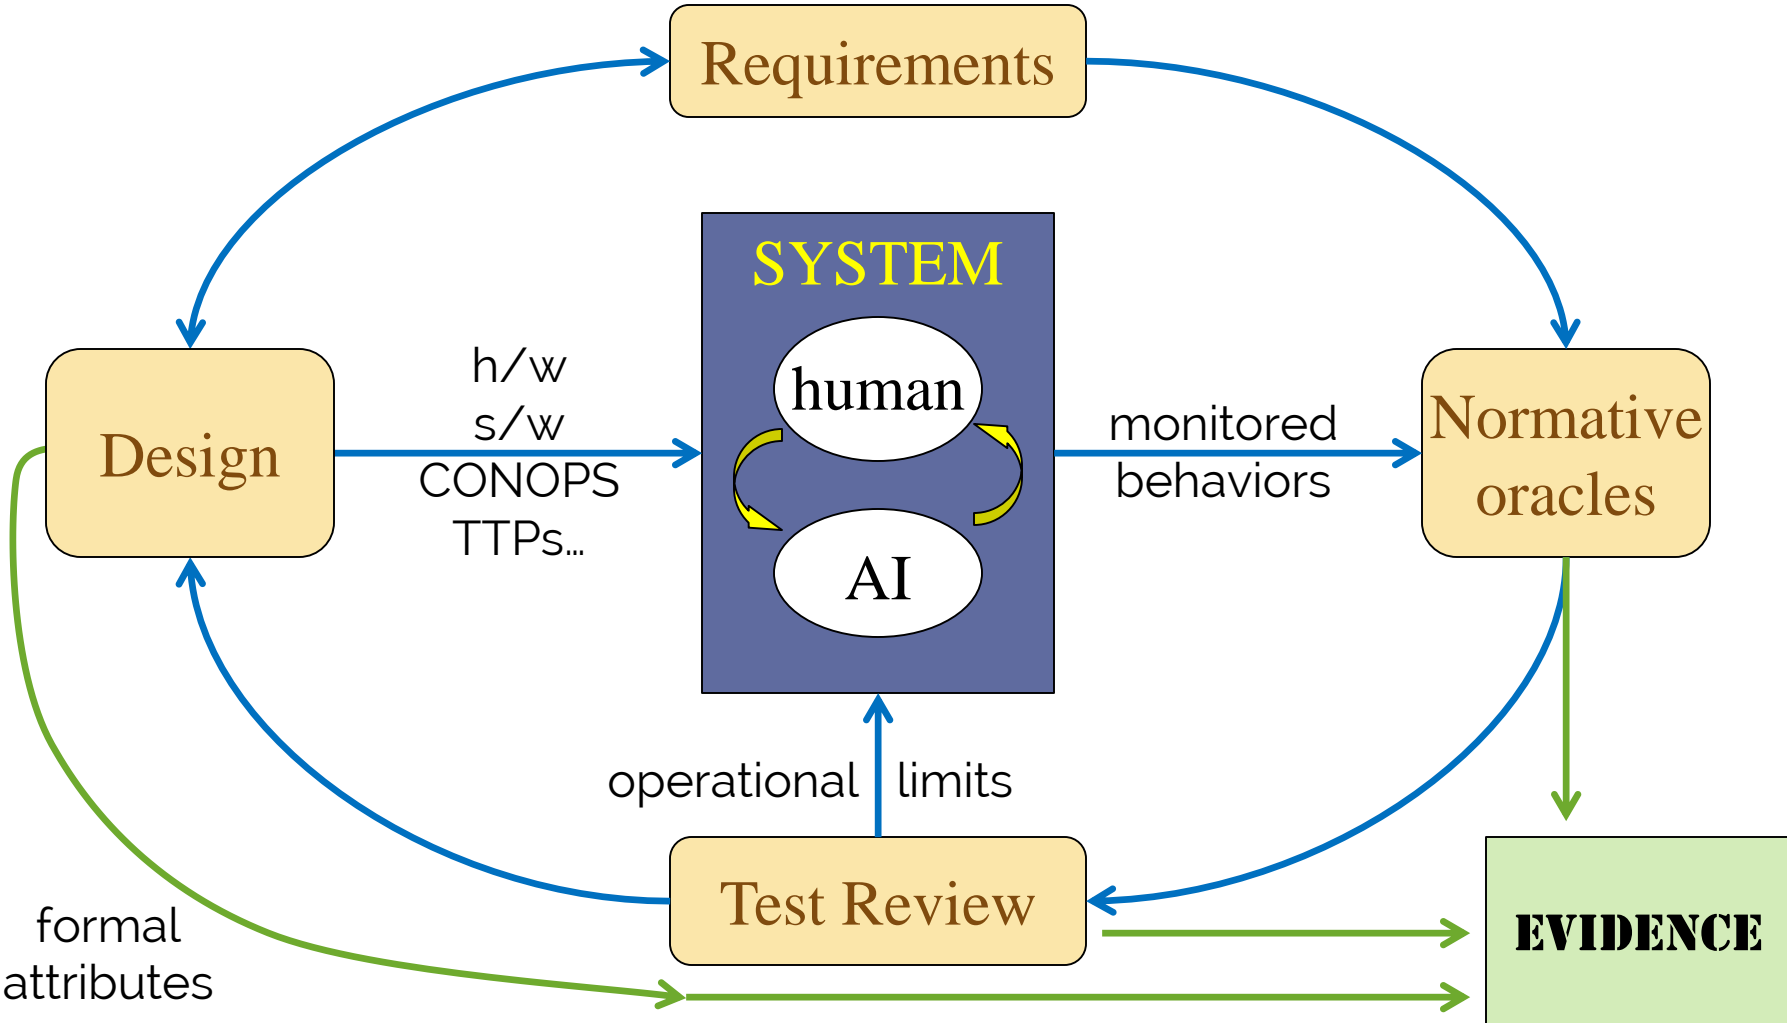 Requirements
SYSTEM
human
AI
Design
h/w
s/w
CONOPS
TTPs...
monitored
behaviors
Normative
oracles
operational limits
Test Review
formal
attributes
EVIDENCE